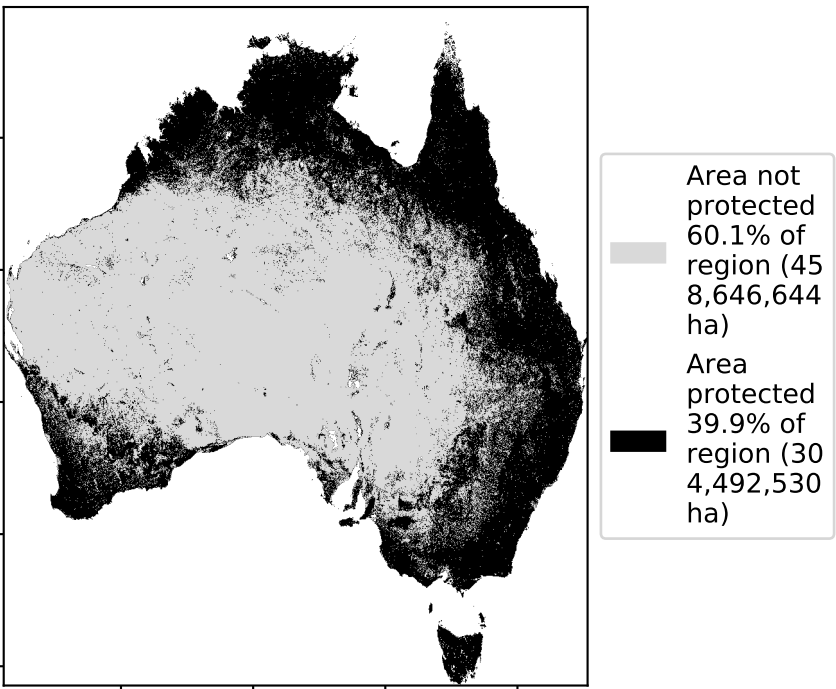 Area not
protected
60.1% of
region (45
8,646,644
ha)
Area
protected
39.9% of
region (30
4,492,530
ha)